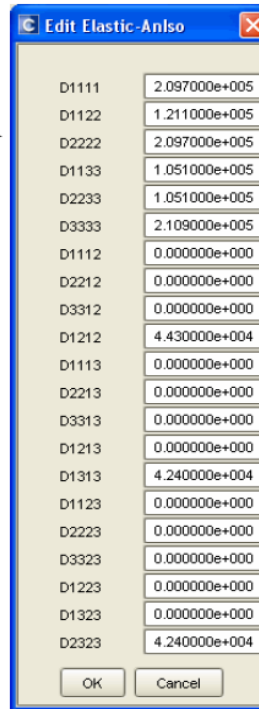 Edit Elastic-AnIso
D1111 2.097000e+005
D1122 1.211000e+005
D2222 2.097000e+005
D1133 1.051000e+005
D2233 1.051000e+005
D3333 2.109000e+005
D1112 0.000000e+000
D2212 0.000000e+000
D3312 0.000000e+000
D1212 4.430000e+004
D1113 0.000000e+000
D2213 0.000000e+000
D3313 0.000000e+000
D1213 0.000000e+000
D1313 4.240000e+004
D1123 0.000000e+000
D2223 0.000000e+000
D3323 0.000000e+000
D1223 0.000000e+000
D1323 0.000000e+000
D2323 4.240000e+004
OK Cancel